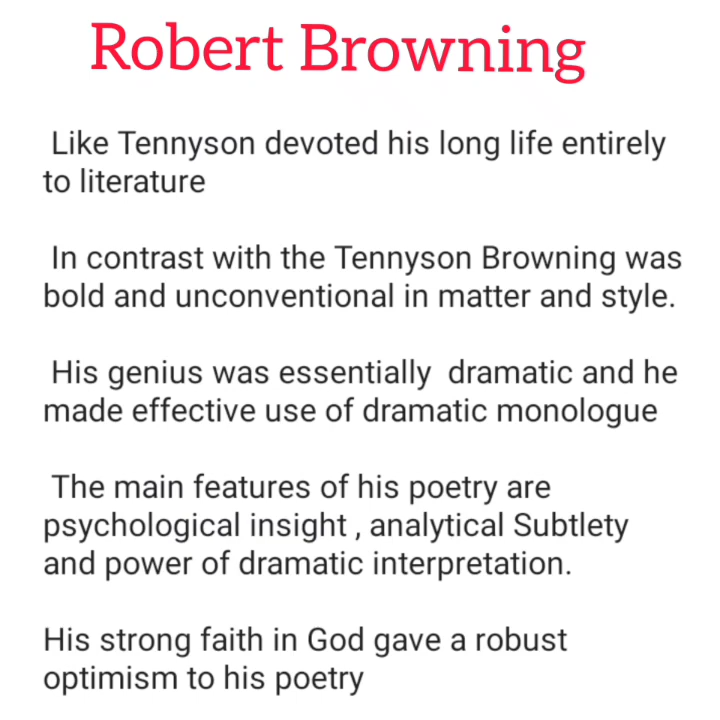 Robert Browning
Like Tennyson devoted his long life entirely
to literature
In contrast with the Tennyson Browning was
bold and unconventional in matter and style.
His genius was essentially  dramatic and he
made effective use of dramatic monologue
The main features of his poetry are
psychological insight , analytical Subtlety
and power of dramatic interpretation.
His strong faith in God gave a robust
optimism to his poetry